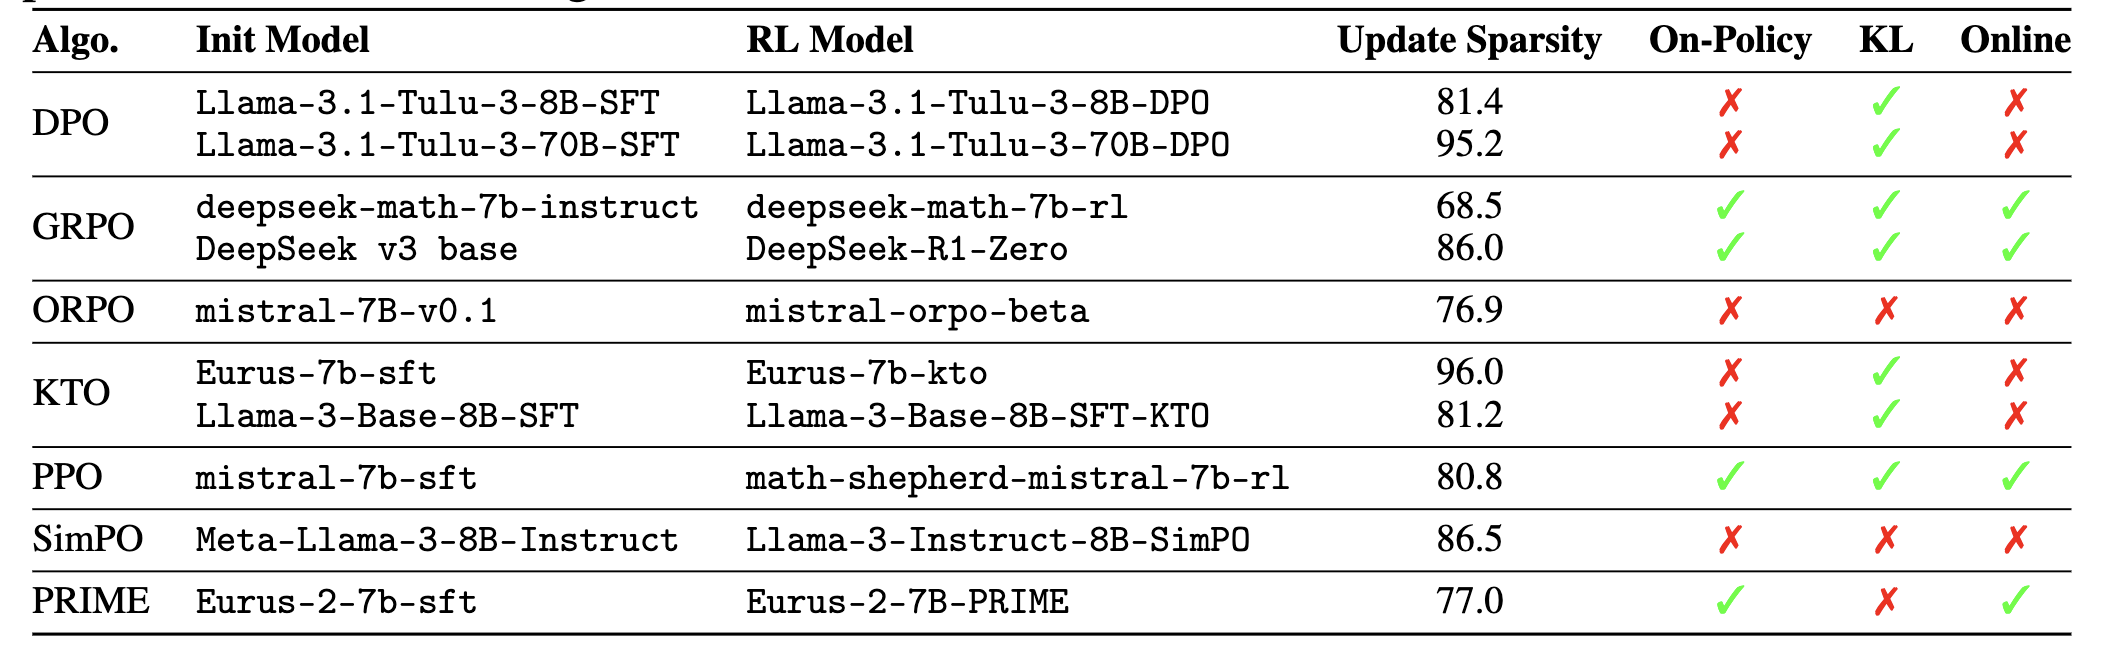 Algo. Init Model RL Model Update Sparsity On-Policy KL Online
DPO Llama-3.1-Tulu-3-8B-SFT Llama-3.1-Tulu-3-8B-DPO 81.4 ✗ ✓ ✗
Llama-3.1-Tulu-3-70B-SFT Llama-3.1-Tulu-3-70B-DPO 95.2 ✗ ✓ ✗
GRPO deepseek-math-7b-instruct deepseek-math-7b-rl 68.5 ✓ ✓ ✓
DeepSeek v3 base DeepSeek-R1-Zero 86.0 ✓ ✓ ✓
ORPO mistral-7B-v0.1 mistral-orpo-beta 76.9 ✗ ✗ ✗
KTO Eurus-7b-sft Eurus-7b-kto 96.0 ✗ ✓ ✗
Llama-3-Base-8B-SFT Llama-3-Base-8B-SFT-KTO 81.2 ✗ ✓ ✗
PPO mistral-7b-sft math-shepherd-mistral-7b-rl 80.8 ✓ ✓ ✓
SimPO Meta-Llama-3-8B-Instruct Llama-3-Instruct-8B-SimPO 86.5 ✗ ✗ ✗
PRIME Eurus-2-7b-sft Eurus-2-7B-PRIME 77.0 ✓ ✗ ✓